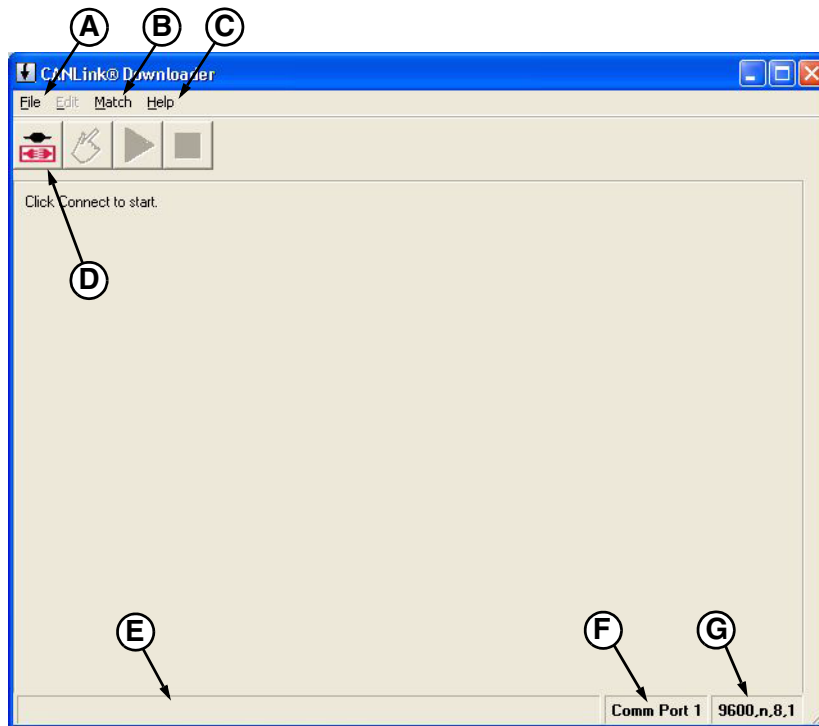 A B C
CANLink® Downloader
File Edit Match Help
Click Connect to start.
D
E F G
Comm Port 1 9600,n,8,1